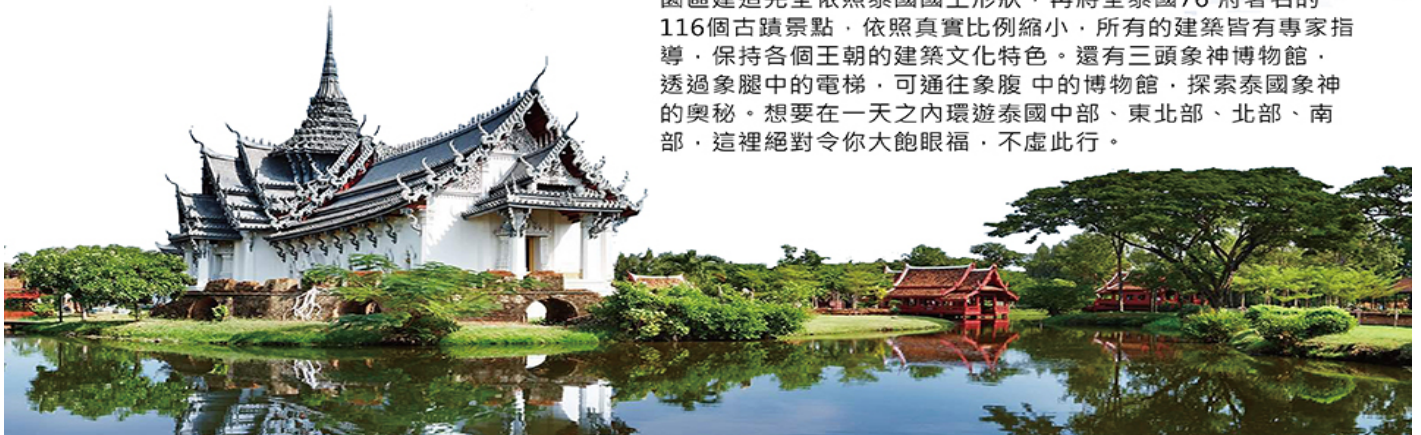 園區建造完全依照泰國國土形狀，再將全泰國76 府著名的
116個古蹟景點，依照真實比例縮小，所有的建築皆有專家指
導，保持各個王朝的建築文化特色。還有三頭象神博物館，
透過象腿中的電梯，可通往象腹 中的博物館，探索泰國象神
的奧秘。想要在一天之內環遊泰國中部、東北部、北部、南
部，這裡絕對令你大飽眼福，不虛此行。